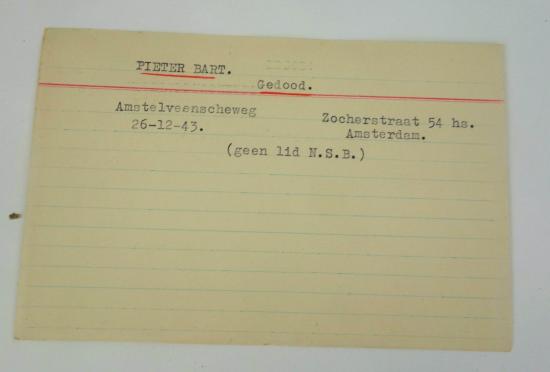 PIETER BART.
Gedood.
Amstelveenscheweg
26-12-43.
Zocherstraat 54 hs.
Amsterdam.
(geen lid N.S.B.)